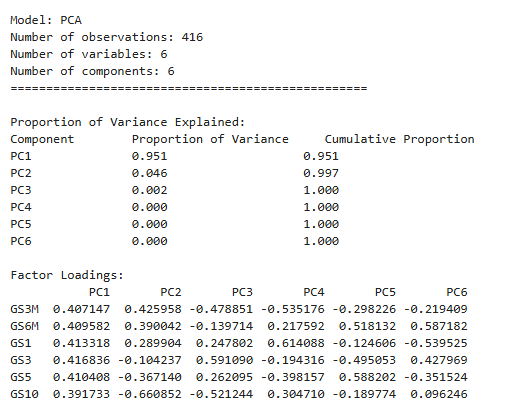 Model: PCA
Number of observations: 416
Number of variables: 6
Number of components: 6
==================================================
Proportion of Variance Explained:
Component Proportion of Variance Cumulative Proportion
PC1 0.951 0.951
PC2 0.046 0.997
PC3 0.002 1.000
PC4 0.000 1.000
PC5 0.000 1.000
PC6 0.000 1.000
Factor Loadings:
PC1 PC2 PC3 PC4 PC5 PC6
GS3M 0.407147 0.425958 -0.478851 -0.535176 -0.298226 -0.219409
GS6M 0.409582 0.390042 -0.139714 0.217592 0.518132 0.587182
GS1 0.413318 0.289904 0.247802 0.614088 -0.124606 -0.539525
GS3 0.416836 -0.104237 0.591090 -0.194316 -0.495053 0.427969
GS5 0.410408 -0.367140 0.262095 -0.398157 0.588202 -0.351524
GS10 0.391733 -0.660852 -0.521244 0.304710 -0.189774 0.096246